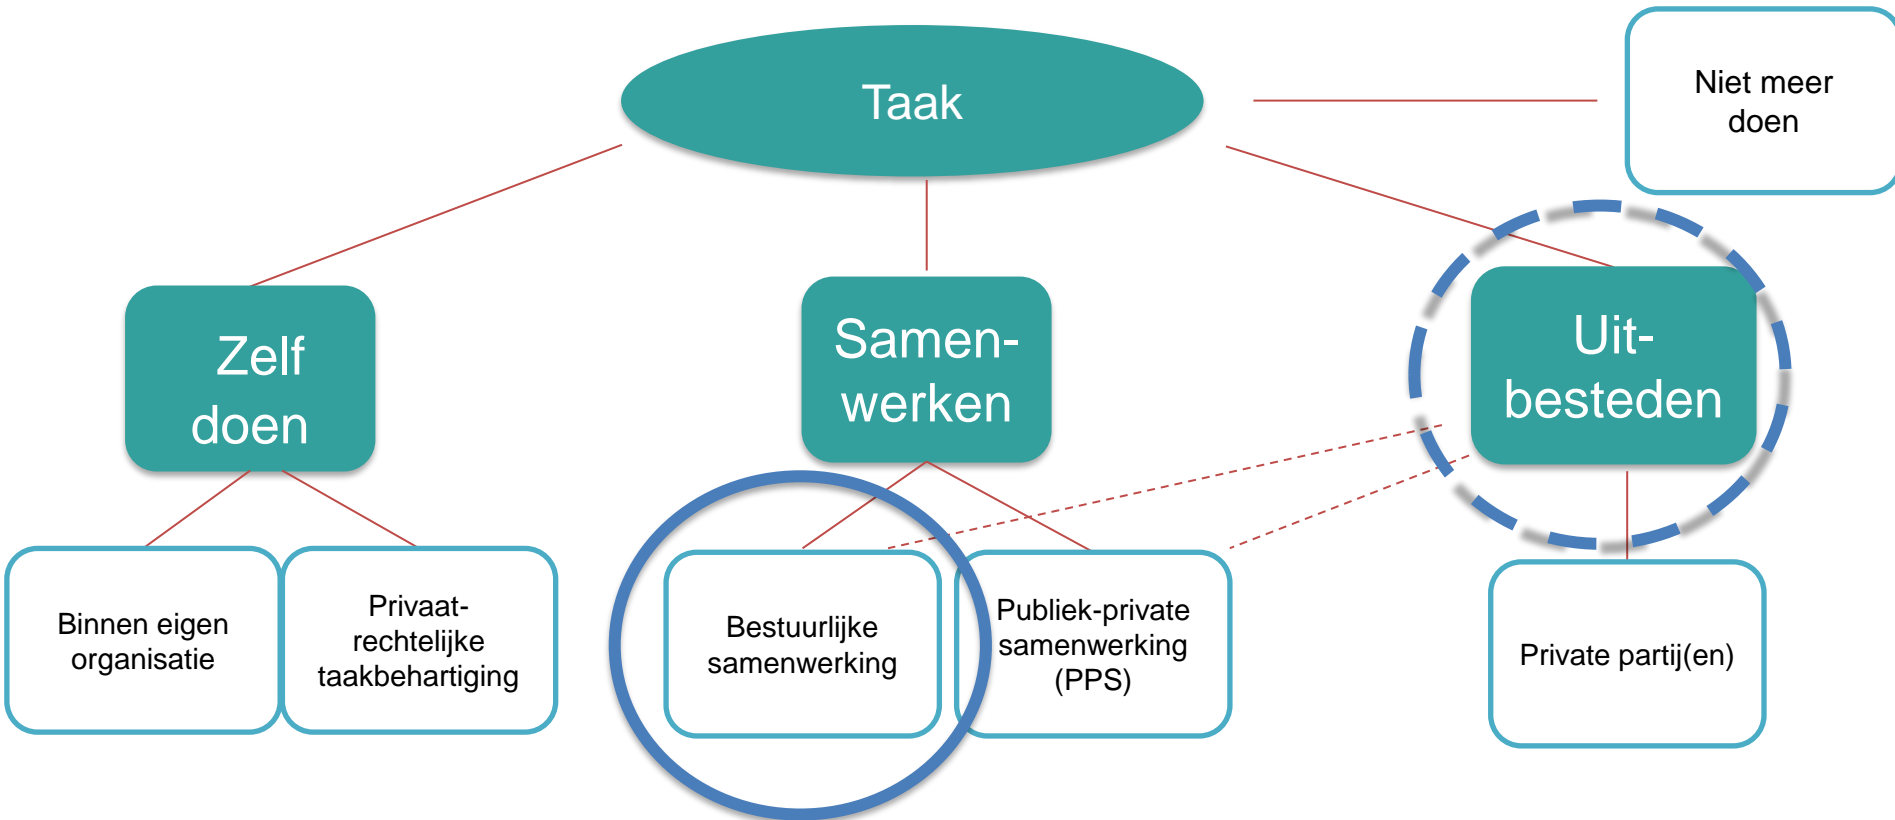 Taak
Niet meer
doen
Zelf
doen
Samen-
werken
Uit-
besteden
Binnen eigen
organisatie
Privaat-
rechtelijke
taakbehartiging
Bestuurlijke
samenwerking
Publiek-private
samenwerking
(PPS)
Private partij(en)